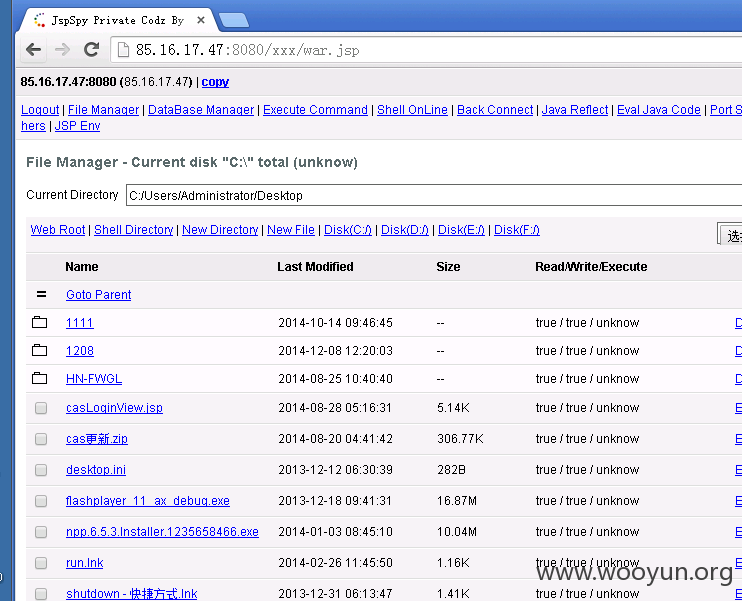 JspSpy Private Codz By
85.16.17.47:8080/xxx/war.jsp
85.16.17.47:8080 (85.16.17.47) | copy
Logout | File Manager | DataBase Manager | Execute Command | Shell OnLine | Back Connect | Java Reflect | Eval Java Code | Port S
hers | JSP Env
File Manager - Current disk "C:\" total (unknow)
Current Directory C:/Users/Administrator/Desktop
Web Root | Shell Directory | New Directory | New File | Disk(C:/) | Disk(D:/) | Disk(E:/) | Disk(F:/) 选
Name Last Modified Size Read/Write/Execute
= Goto Parent
1111 2014-10-14 09:46:45 -- true / true / unknow D
1208 2014-12-08 12:20:03 -- true / true / unknow D
HN-FWGL 2014-08-25 10:40:40 -- true / true / unknow D
casLoginView.jsp 2014-08-28 05:16:31 5.14K true / true / unknow E
cas更新.zip 2014-08-20 04:41:42 306.77K true / true / unknow E
desktop.ini 2013-12-12 06:30:39 282B true / true / unknow E
flashplayer_11_ax_debug.exe 2013-12-18 09:41:31 16.87M true / true / unknow E
npp.6.5.3.Installer.1235658466.exe 2014-01-03 08:45:10 10.04M true / true / unknow E
run.lnk 2014-02-26 11:45:50 1.16K true / true / unknow E
shutdown - 快捷方式.lnk 2013-12-31 06:13:47 1.41K true / true / unknow E
www.wooyun.org